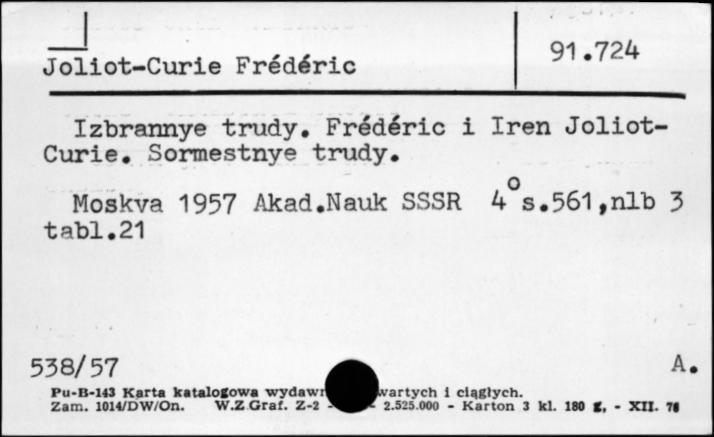 91.724
Joliot-Curie Frédéric
Izbrannye trudy. Frédéric i Iren Joliot-
Curie. Sormestnye trudy.
Moskva 1957 Akad.Nauk SSSR 4° s.561,nlb 3
tabl.21
538/57 A.
Pu-B-143 Karta katalogowa wydawn wartych i ciągłych.
Zam. 1014/DW/On. W.Z.Graf. Z-2 - - 2.525.000 - Karton 3 kl. 180 g, - XII. 76